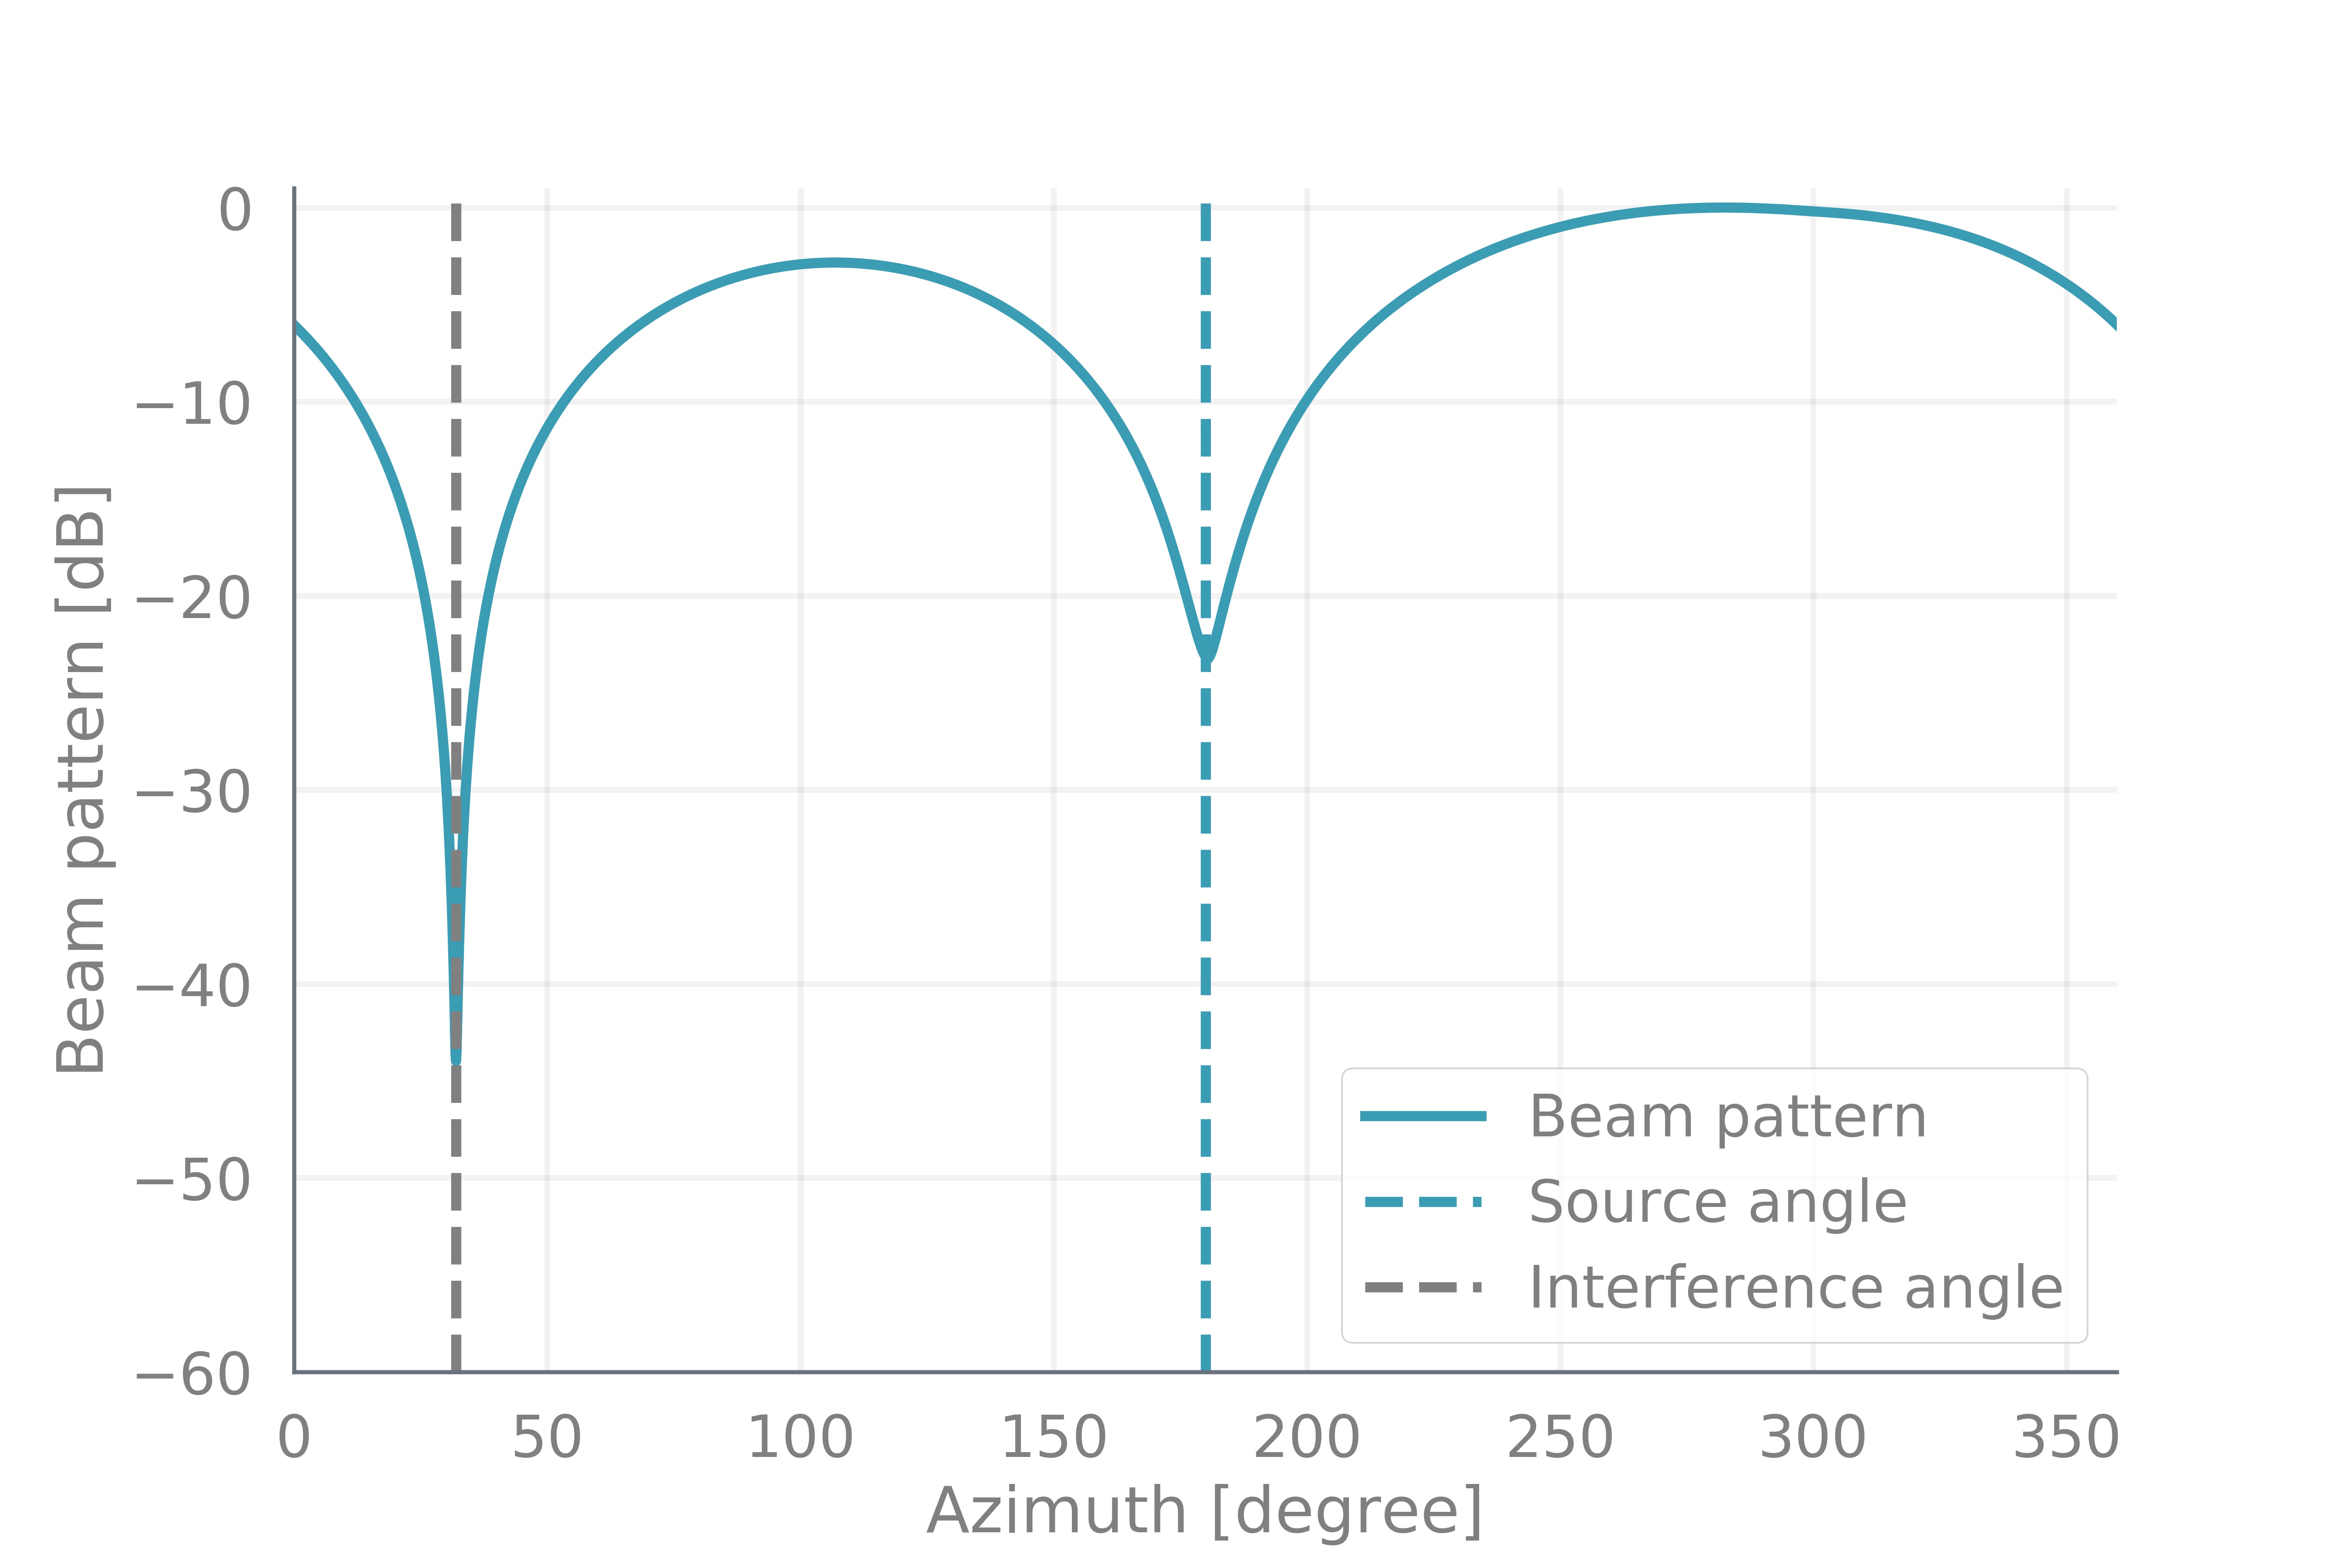 0
−10
−20
−30
−40
−50
−60
Beam pattern [dB]
Beam pattern
Source angle
Interference angle
0 50 100 150 200 250 300 350
Azimuth [degree]